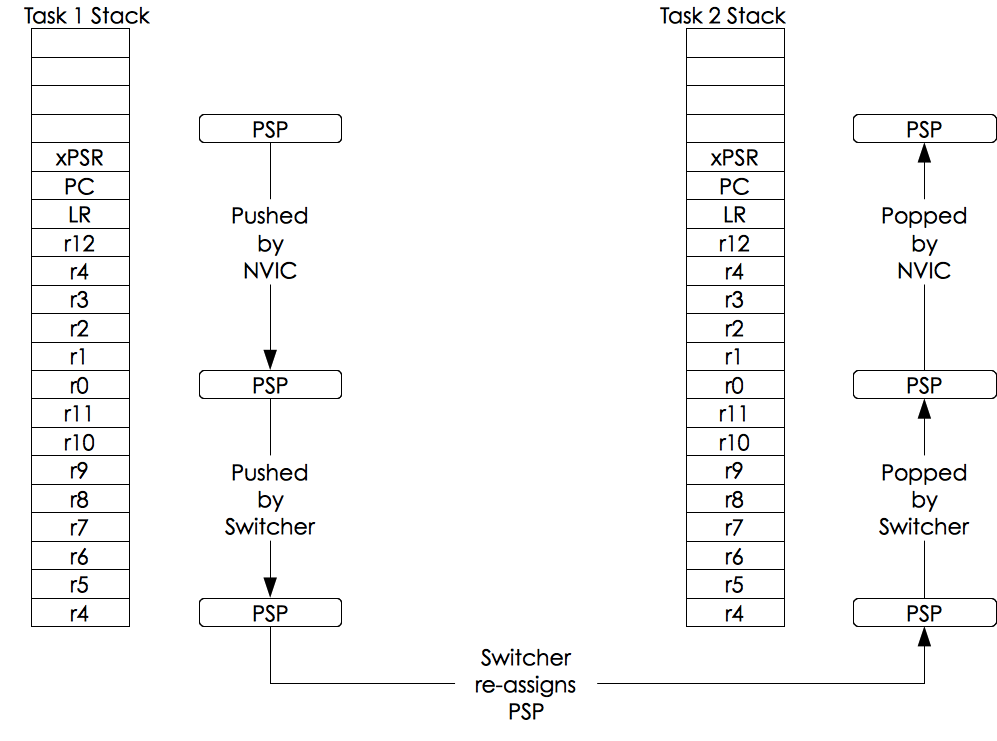 Task 1 Stack
xPSR
PC
LR
r12
r4
r3
r2
r1
r0
r11
r10
r9
r8
r7
r6
r5
r4
PSP
Pushed
by
NVIC
PSP
Pushed
by
Switcher
PSP
Switcher
re-assigns
PSP
Task 2 Stack
xPSR
PC
LR
r12
r4
r3
r2
r1
r0
r11
r10
r9
r8
r7
r6
r5
r4
PSP
Popped
by
NVIC
PSP
Popped
by
Switcher
PSP